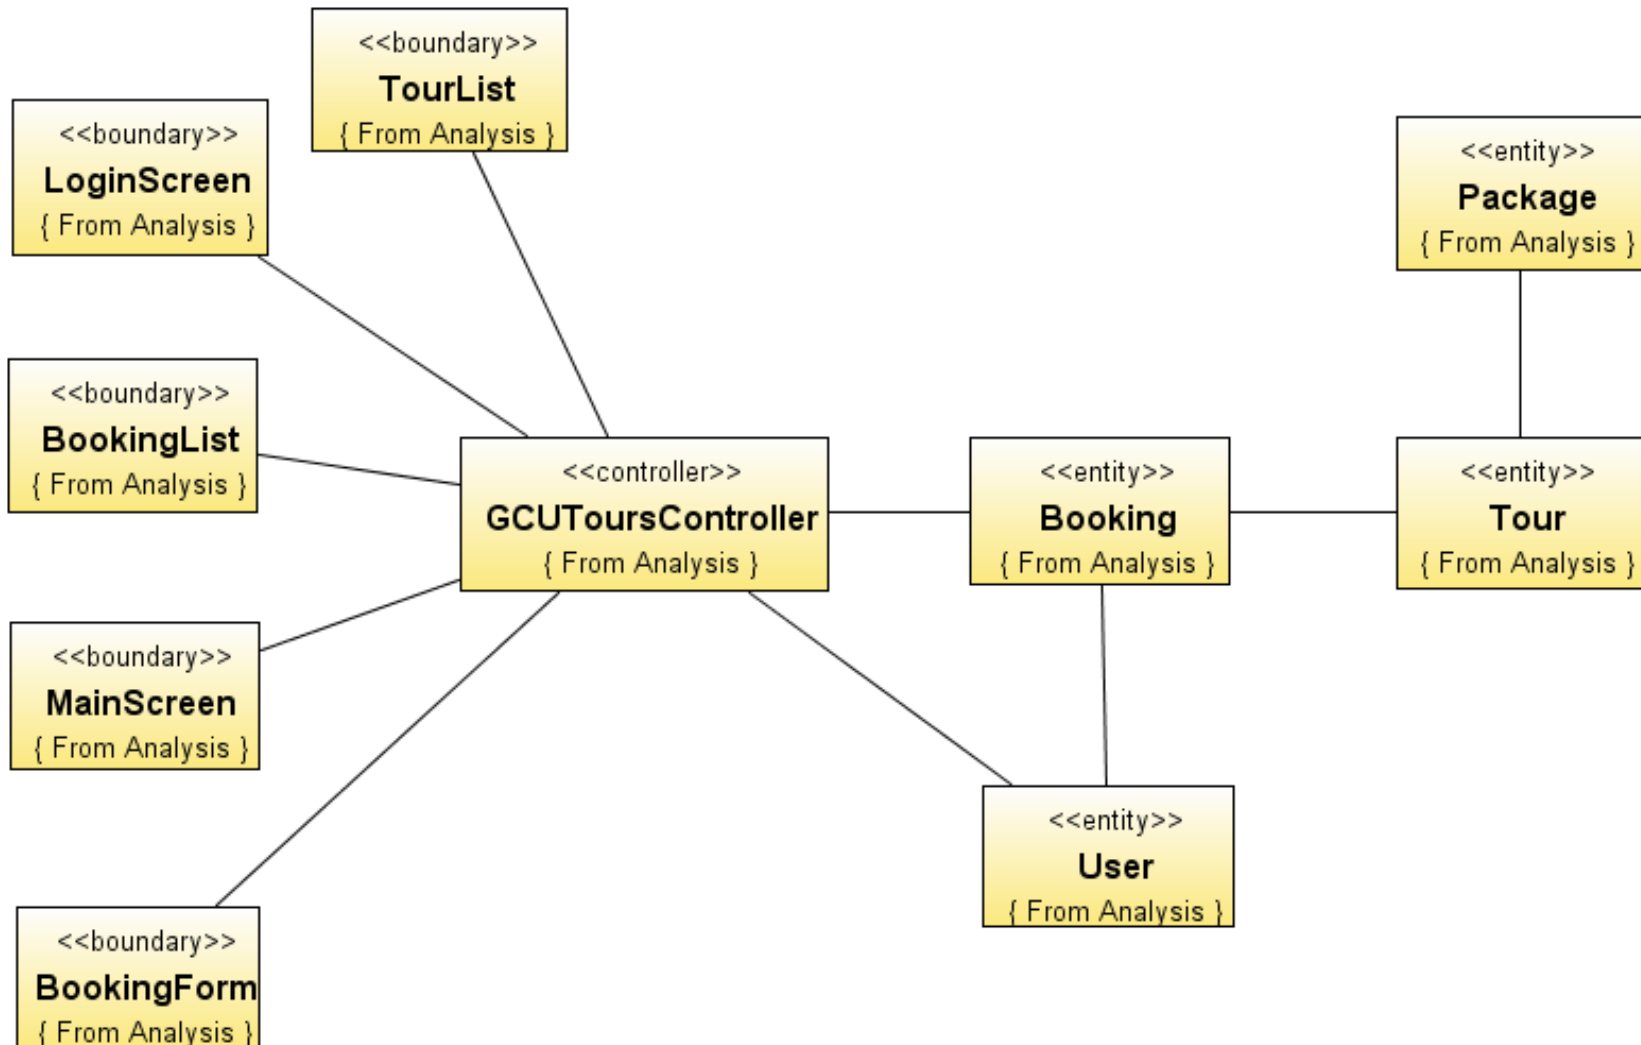 <<boundary>>
TourList
{ From Analysis }
<<boundary>>
LoginScreen
{ From Analysis }
<<entity>>
Package
{ From Analysis }
<<boundary>>
BookingList
{ From Analysis }
<<controller>>
GCUToursController
{ From Analysis }
<<entity>>
Booking
{ From Analysis }
<<entity>>
Tour
{ From Analysis }
<<boundary>>
MainScreen
{ From Analysis }
<<entity>>
User
{ From Analysis }
<<boundary>>
BookingForm
{ From Analysis }